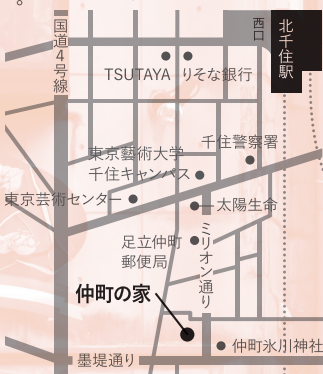 国道4号線
西口
北千住駅
TSUTAYA
りそな銀行
千住警察署
東京藝術大学
千住キャンパス
東京芸術センター
太陽生命
足立仲町
郵便局
ミリオン通り
仲町の家
仲町氷川神社
墨堤通り